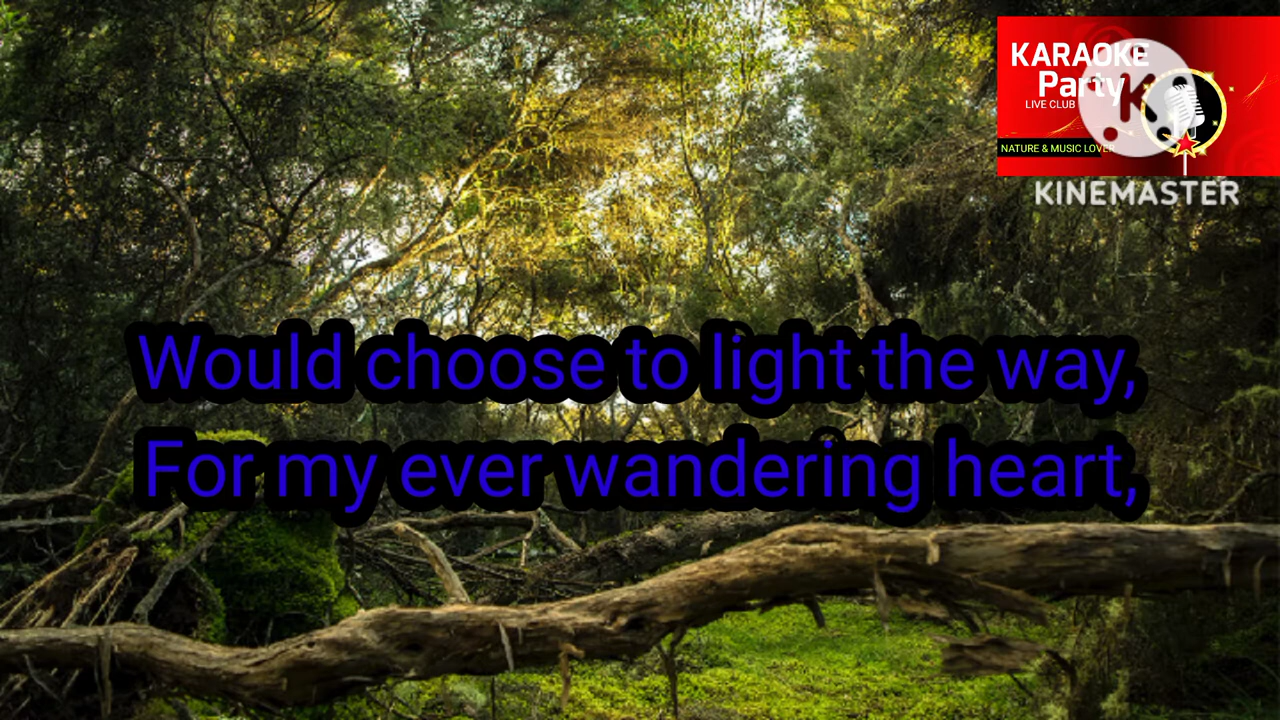 KARAOKE
Party
LIVE CLUB
K
NATURE & MUSIC LOVER
KINEMASTER
Would choose to light the way,
For my ever wandering heart,